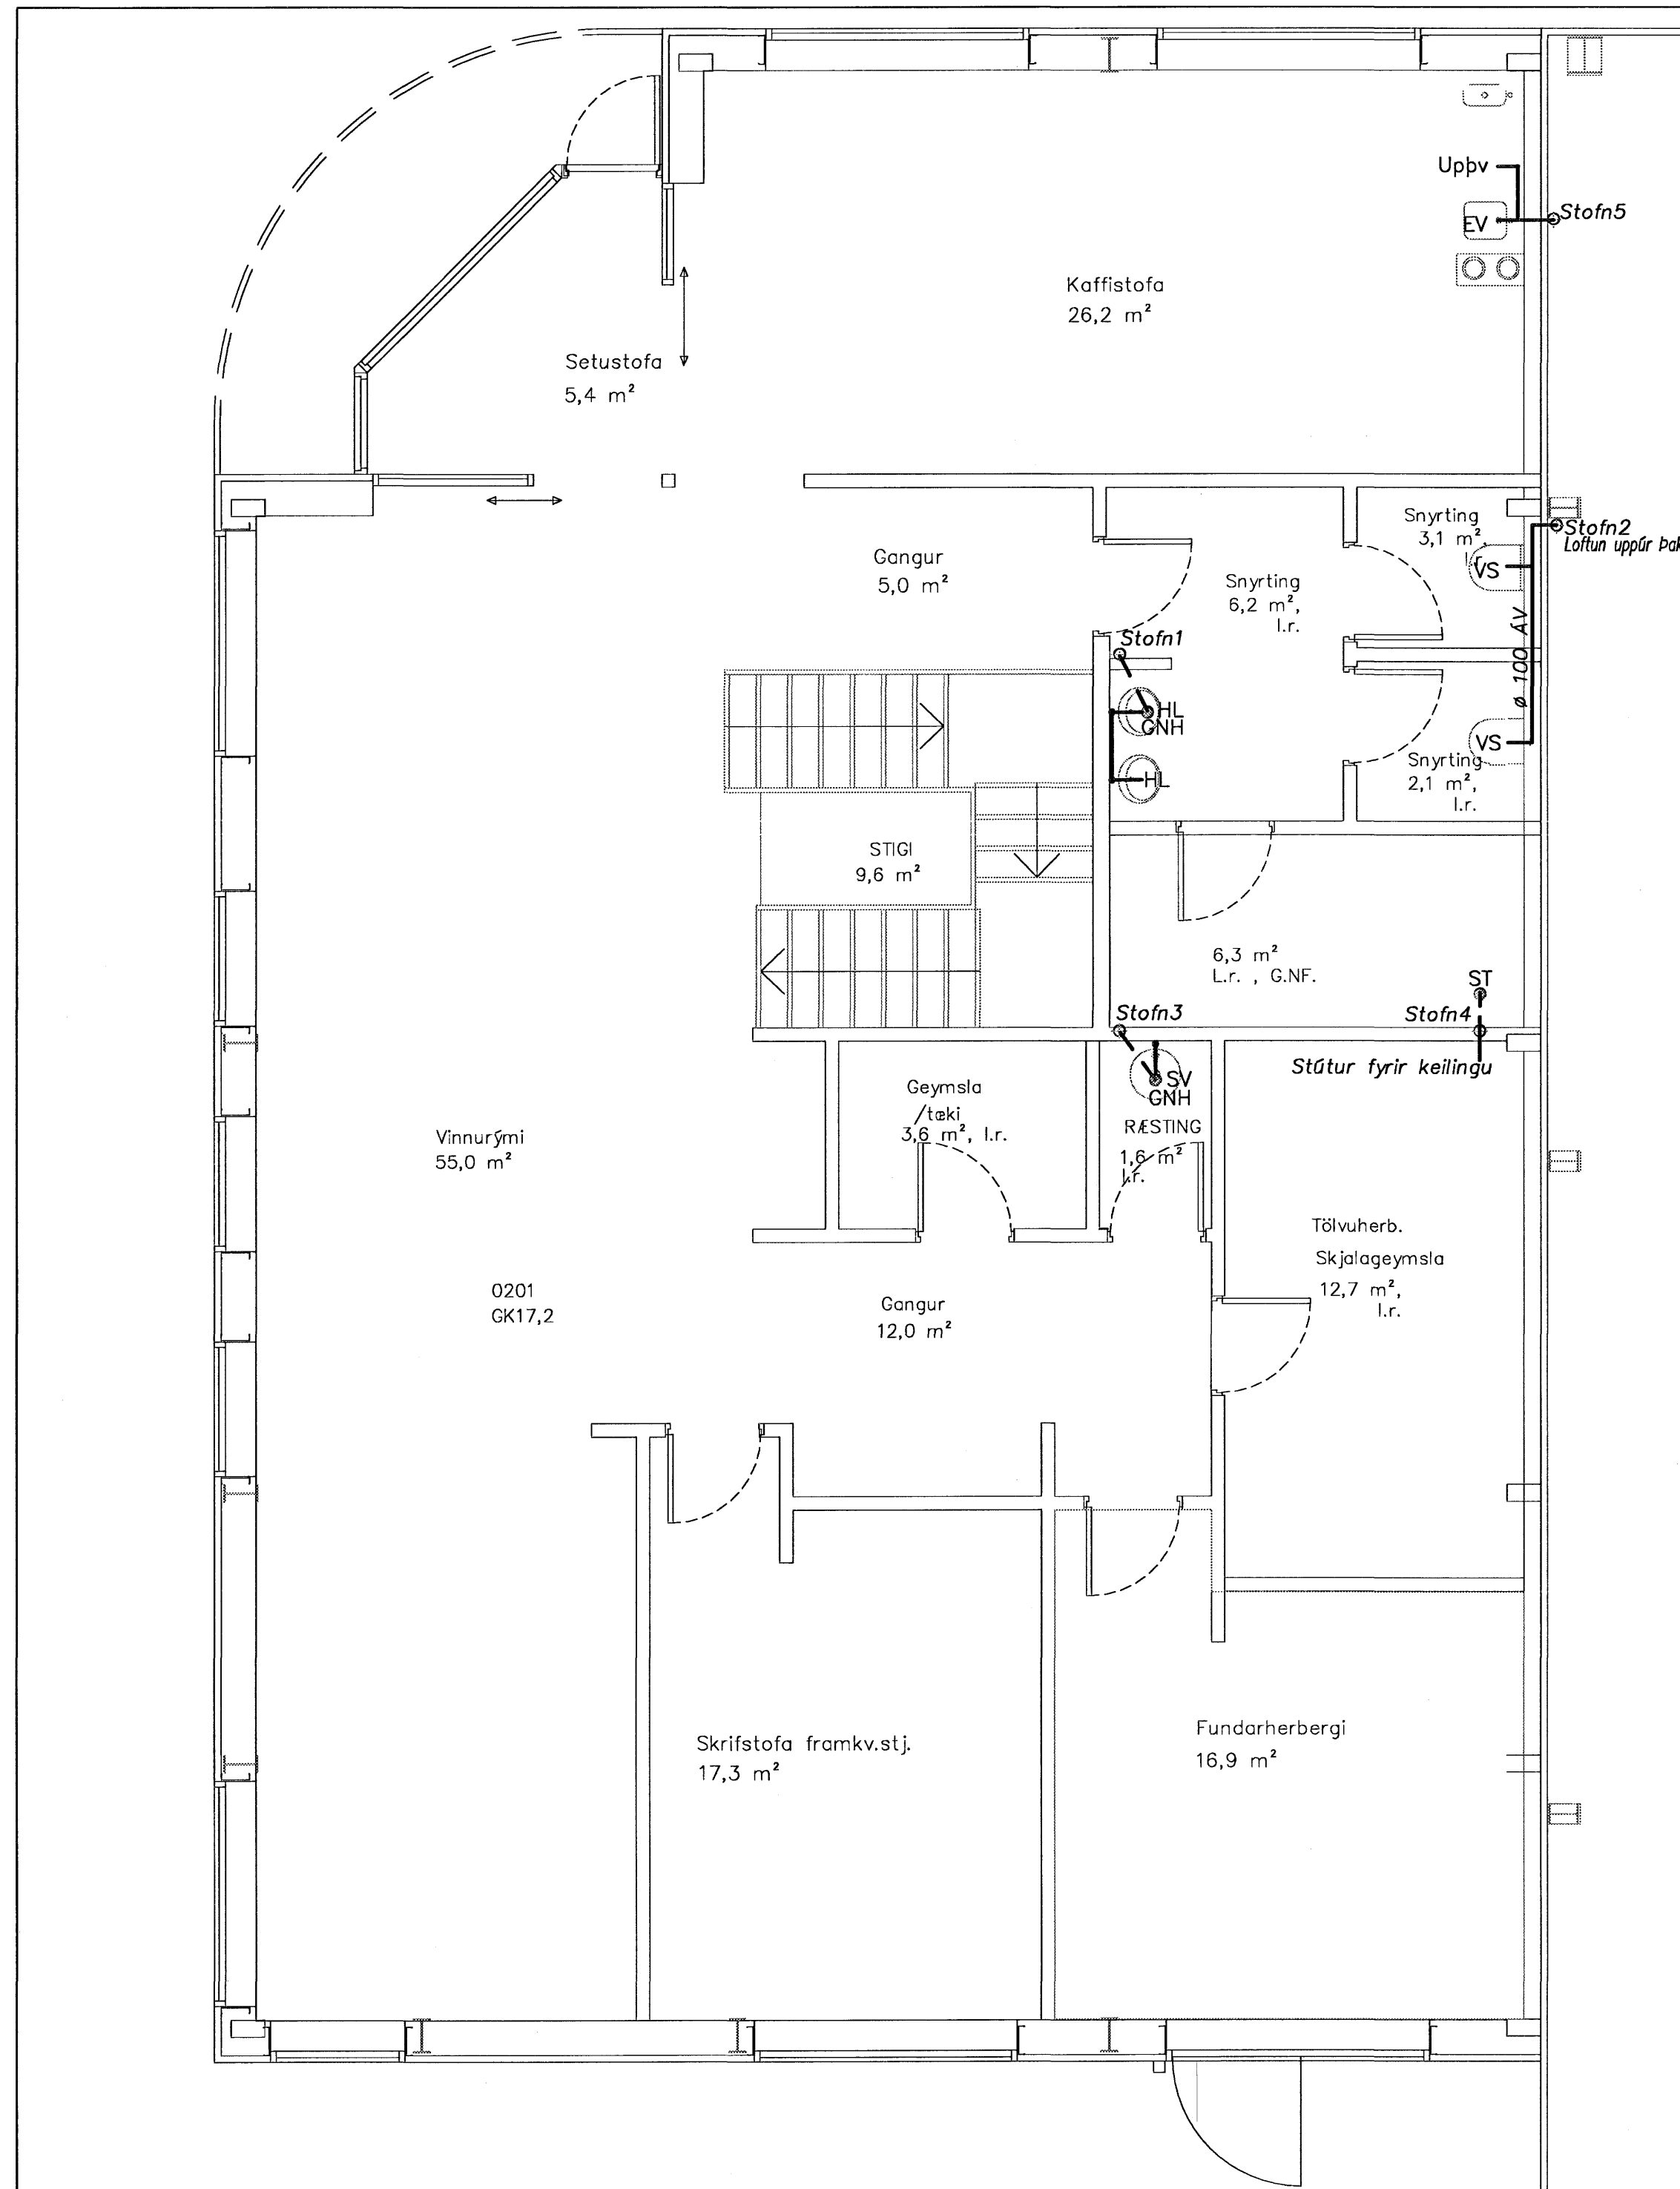 Uppv
Stofn5
EV
Kaffistofa
26,2 m²
Setustofa
5,4 m²
Snyrting
3,1 m²,
l.r.
Stofn2
Loftun uppúr
VS
Gangur
5,0 m²
Snyrting
6,2 m²,
l.r.
Stofn1
ø 100 ÁV
HL
GNH
HL
VS
Snyrting
2,1 m²,
l.r.
STIGI
9,6 m²
6,3 m²
L.r. , G.NF.
ST
Stofn3
Stofn4
Stútur fyrir keilingu
SV
GNH
Geymsla
/tæki
3,6 m², l.r.
RÆSTING
1,6 m²
l.r.
Vinnurými
55,0 m²
Tölvuherb.
Skjalageymsla
12,7 m²,
l.r.
0201
GK17,2
Gangur
12,0 m²
Skrifstofa framkv.stj.
17,3 m²
Fundarherbergi
16,9 m²